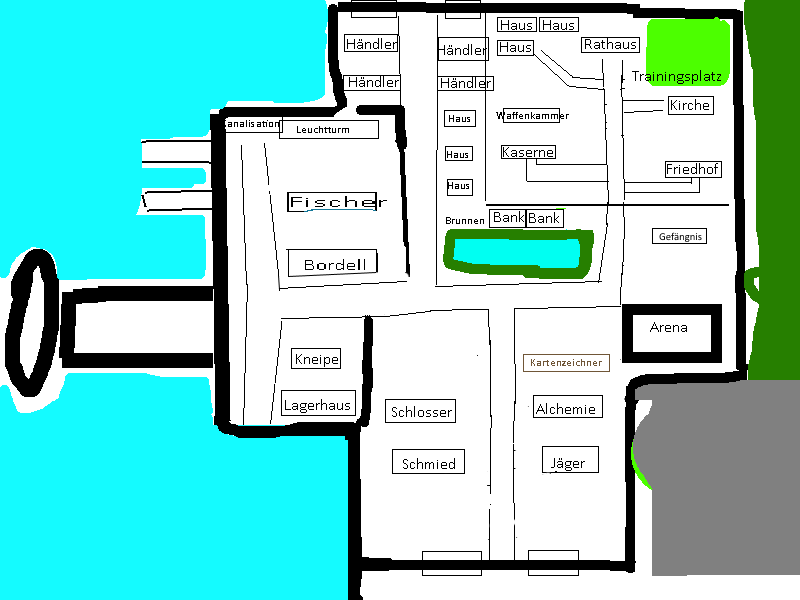 Haus Haus
Händler Händler Haus Rathaus
Händler Händler Trainingsplatz
Kirche
Haus Waffenkammer
analisation Leuchtturm
Haus Kaserne
Friedhof
Haus
Fischer
Brunnen Bank Bank
Gefängnis
Bordell
Arena
Kneipe Kartenzeichner
Lagerhaus Schlosser Alchemie
Schmied Jäger